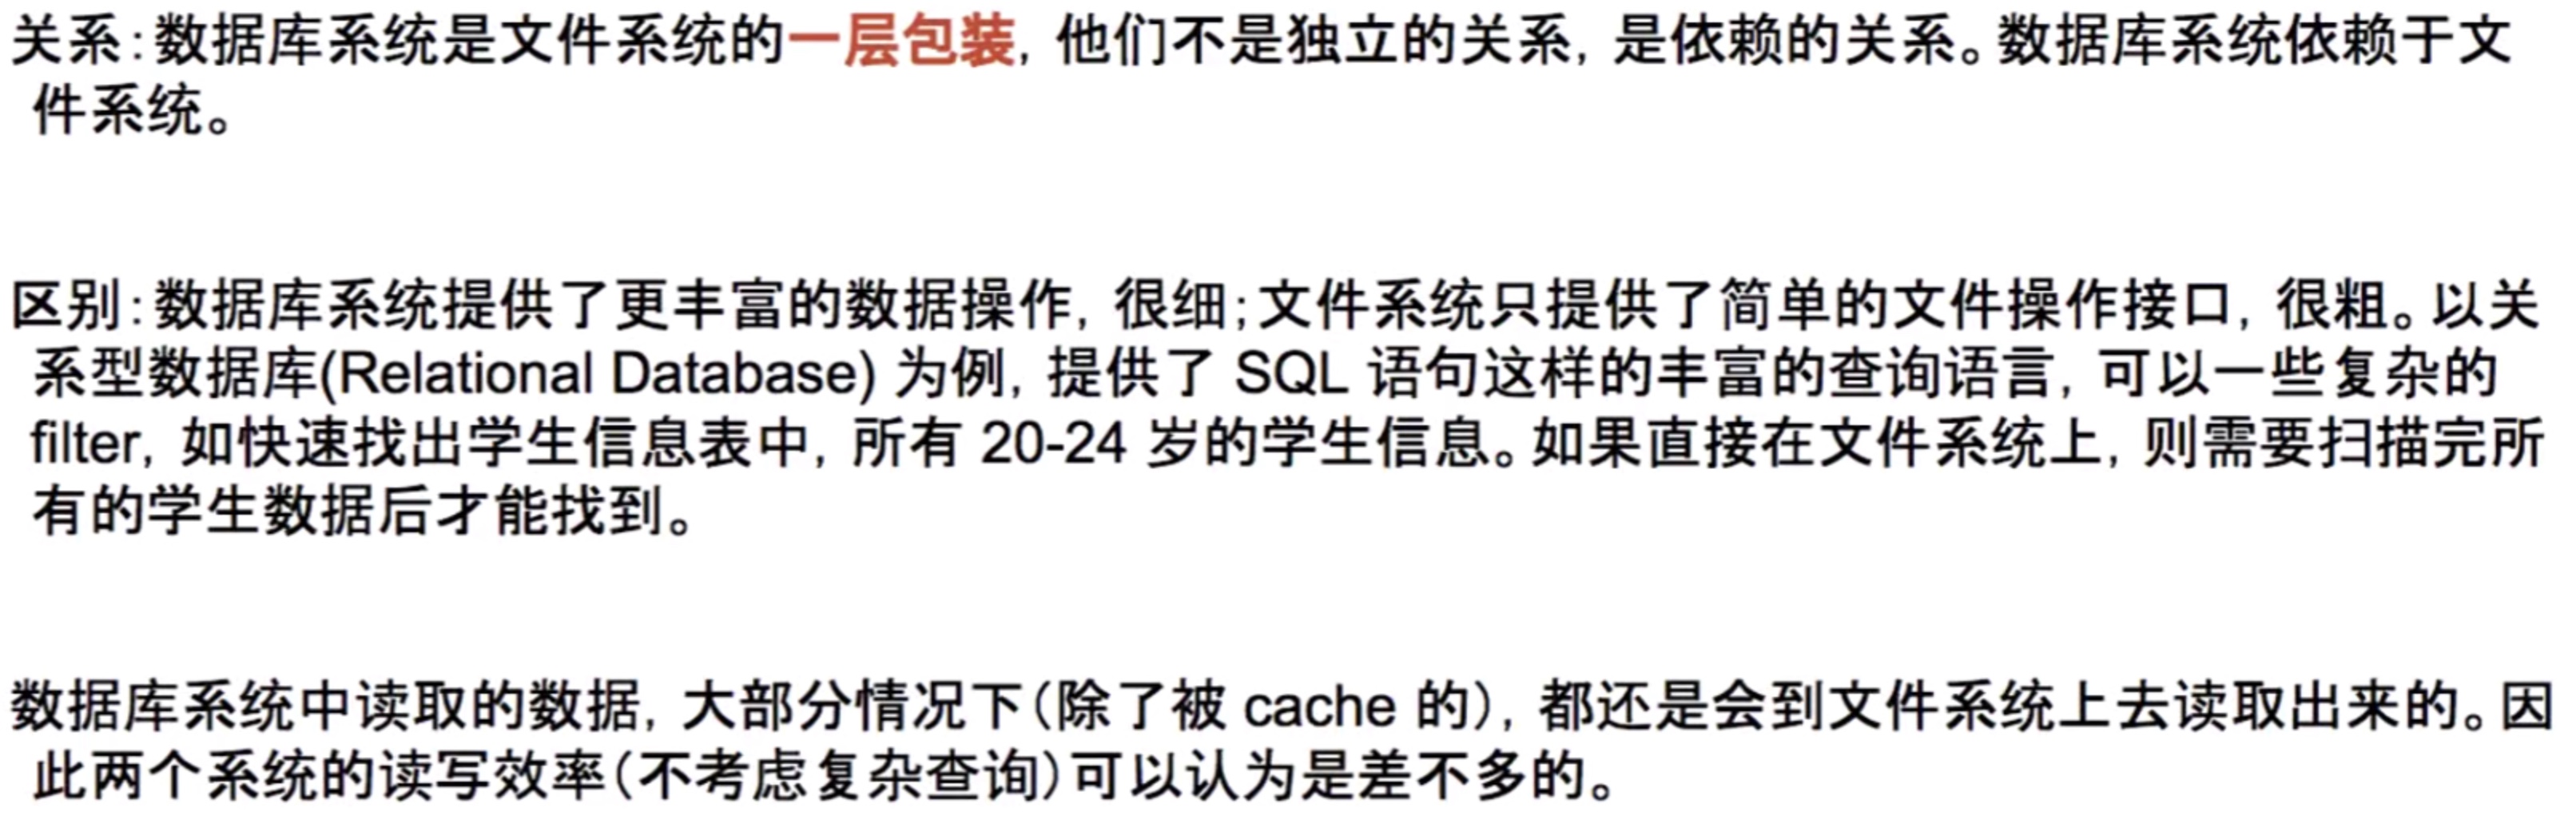 关系：数据库系统是文件系统的一层包装，他们不是独立的关系，是依赖的关系。数据库系统依赖于文
件系统。
区别：数据库系统提供了更丰富的数据操作，很细；文件系统只提供了简单的文件操作接口，很粗。以关
系型数据库(Relational Database) 为例，提供了 SQL 语句这样的丰富的查询语言，可以一些复杂的
filter, 如快速找出学生信息表中，所有 20-24 岁的学生信息。如果直接在文件系统上，则需要扫描完所
有的学生数据后才能找到。
数据库系统中读取的数据，大部分情况下（除了被 cache 的），都还是会到文件系统上去读取出来的。因
此两个系统的读写效率（不考虑复杂查询）可以认为是差不多的。